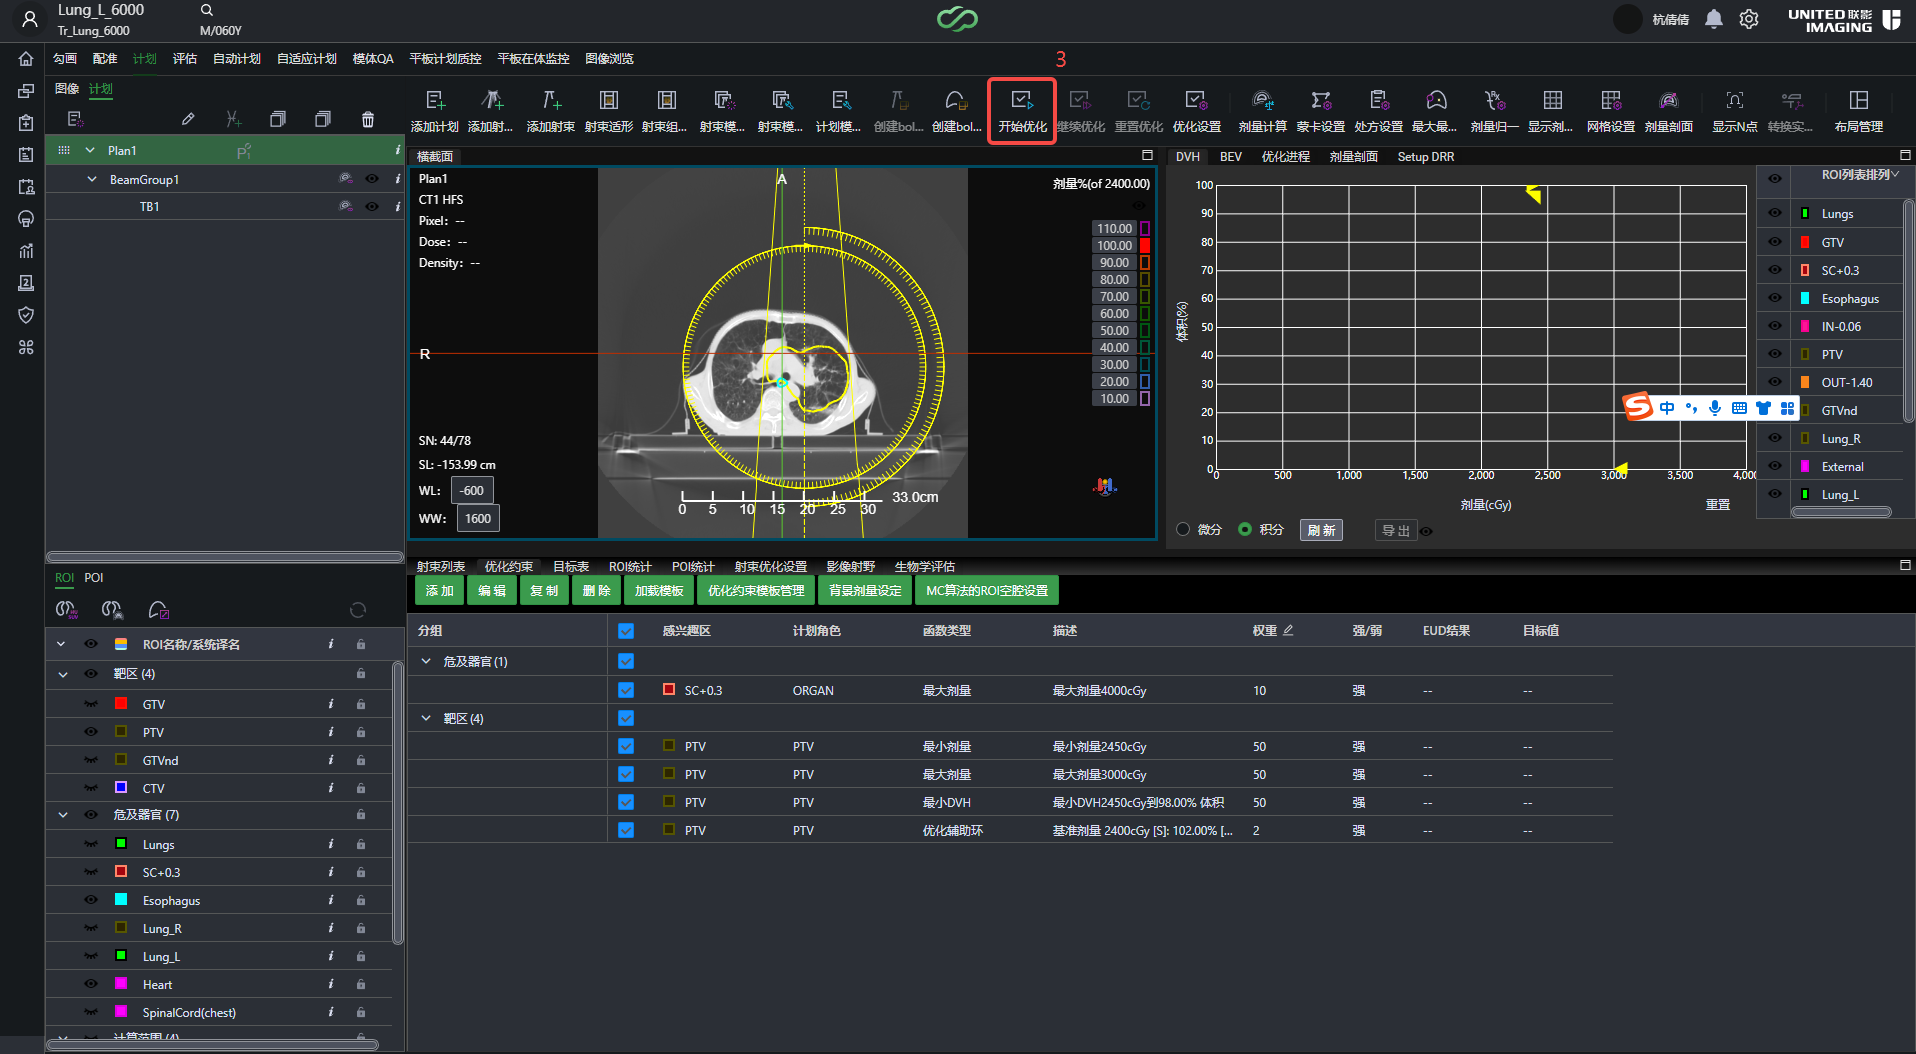 Lung_L_6000
Tr_Lung_6000
M/060Y
杭倩倩
UNITED 联影
IMAGING
勾画 配准 计划 评估 自动计划 自适应计划 模体QA 平板计划质控 平板在体监控 图像浏览
3
图像 计划
添加计划 添加射... 添加射束 射束适形 射束组... 射束模... 射束模... 计划模... 创建bol... 创建bol... 开始优化 继续优化 重置优化 优化设置 剂量计算 蒙卡设置 处方设置 最大最... 剂量归一 显示剂... 网格设置 剂量剖面 显示N点 转换实... 布局管理
Plan1
BeamGroup1
TB1
横截面
Plan1
CT1 HFS
Pixel: --
Dose: --
Density: --
A
R
剂量%(of 2400.00)
110.00
100.00
90.00
80.00
70.00
60.00
50.00
40.00
30.00
20.00
10.00
SN: 44/78
SL: -153.99 cm
WL: -600
WW: 1600
0 5 10 15 20 25 30
33.0cm
DVH BEV 优化进程 剂量剖面 Setup DRR
100
90
80
70
60
50
40
30
20
10
0
体积(%)
0 500 1,000 1,500 2,000 2,500 3,000 3,500 4,000
剂量(cGy)
重置
微分 积分 刷 新 导 出
ROI列表排列
Lungs
GTV
SC+0.3
Esophagus
IN-0.06
PTV
OUT-1.40
GTVnd
Lung_R
External
Lung_L
中
ROI POI
ROI名称/系统译名
靶区 (4)
GTV
PTV
GTVnd
CTV
危及器官 (7)
Lungs
SC+0.3
Esophagus
Lung_R
Lung_L
Heart
SpinalCord(chest)
计算范围 (4)
射束列表 优化约束 目标表 ROI统计 POI统计 射束优化设置 影像射野 生物学评估
添 加 编 辑 复 制 删 除 加载模板 优化约束模板管理 背景剂量设定 MC算法的ROI空腔设置
分组 感兴趣区 计划角色 函数类型 描述 权重 强/弱 EUD结果 目标值
危及器官 (1)
SC+0.3 ORGAN 最大剂量 最大剂量4000cGy 10 强 -- --
靶区 (4)
PTV PTV 最小剂量 最小剂量2450cGy 50 强 -- --
PTV PTV 最大剂量 最大剂量3000cGy 50 强 -- --
PTV PTV 最小DVH 最小DVH2450cGy到98.00% 体积 50 强 -- --
PTV PTV 优化辅助环 基准剂量 2400cGy [S]: 102.00% [... 2 强 -- --